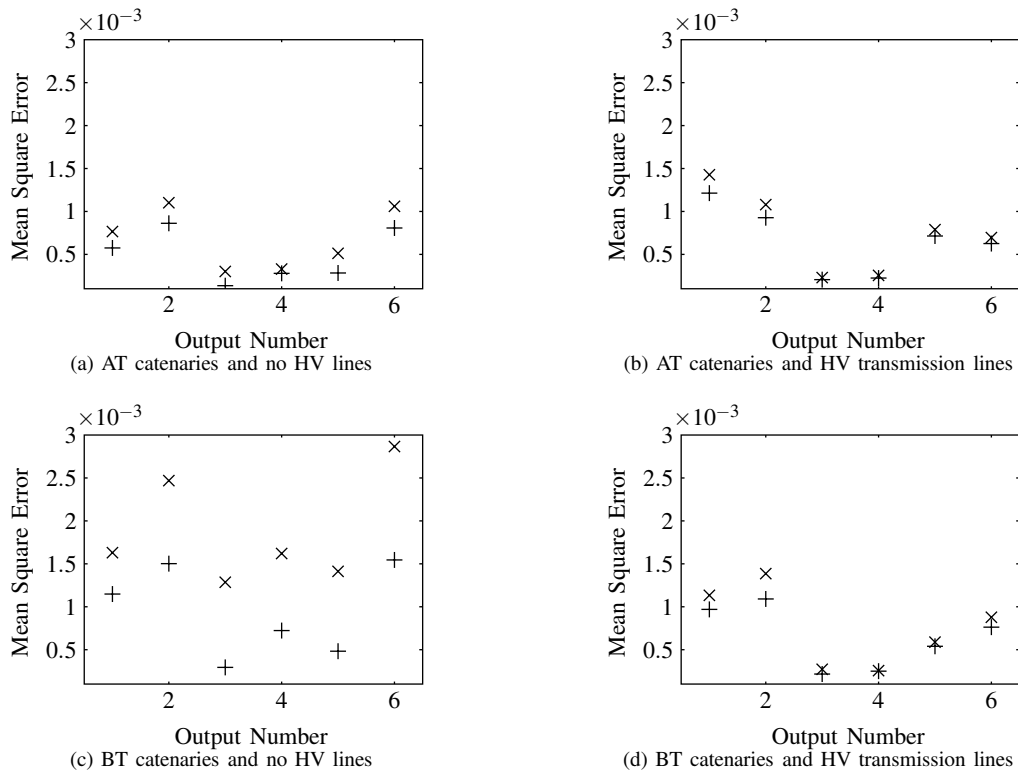 ×10−3
3
2.5
2
1.5
1
0.5
Mean Square Error
2 4 6
Output Number
(a) AT catenaries and no HV lines
×10−3
3
2.5
2
1.5
1
0.5
Mean Square Error
2 4 6
Output Number
(b) AT catenaries and HV transmission lines
×10−3
3
2.5
2
1.5
1
0.5
Mean Square Error
2 4 6
Output Number
(c) BT catenaries and no HV lines
×10−3
3
2.5
2
1.5
1
0.5
Mean Square Error
2 4 6
Output Number
(d) BT catenaries and HV transmission lines